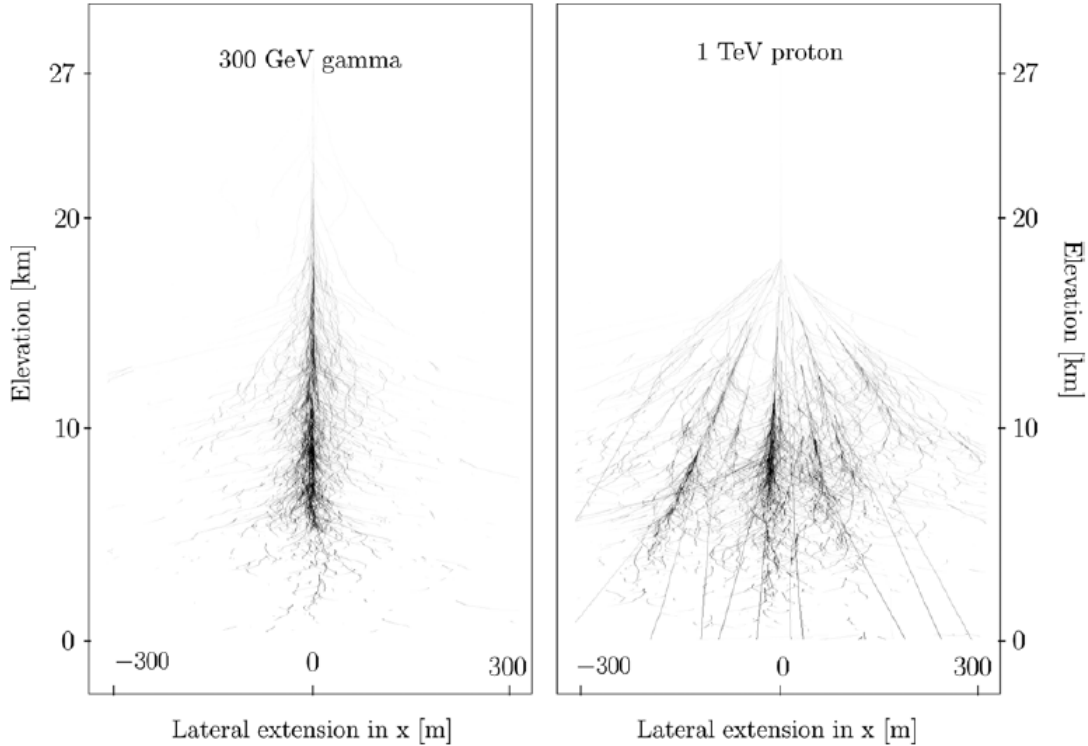 300 GeV gamma
27
20
10
0
Elevation [km]
−300
0
300
Lateral extension in x [m]
1 TeV proton
27
20
10
0
Elevation [km]
−300
0
300
Lateral extension in x [m]